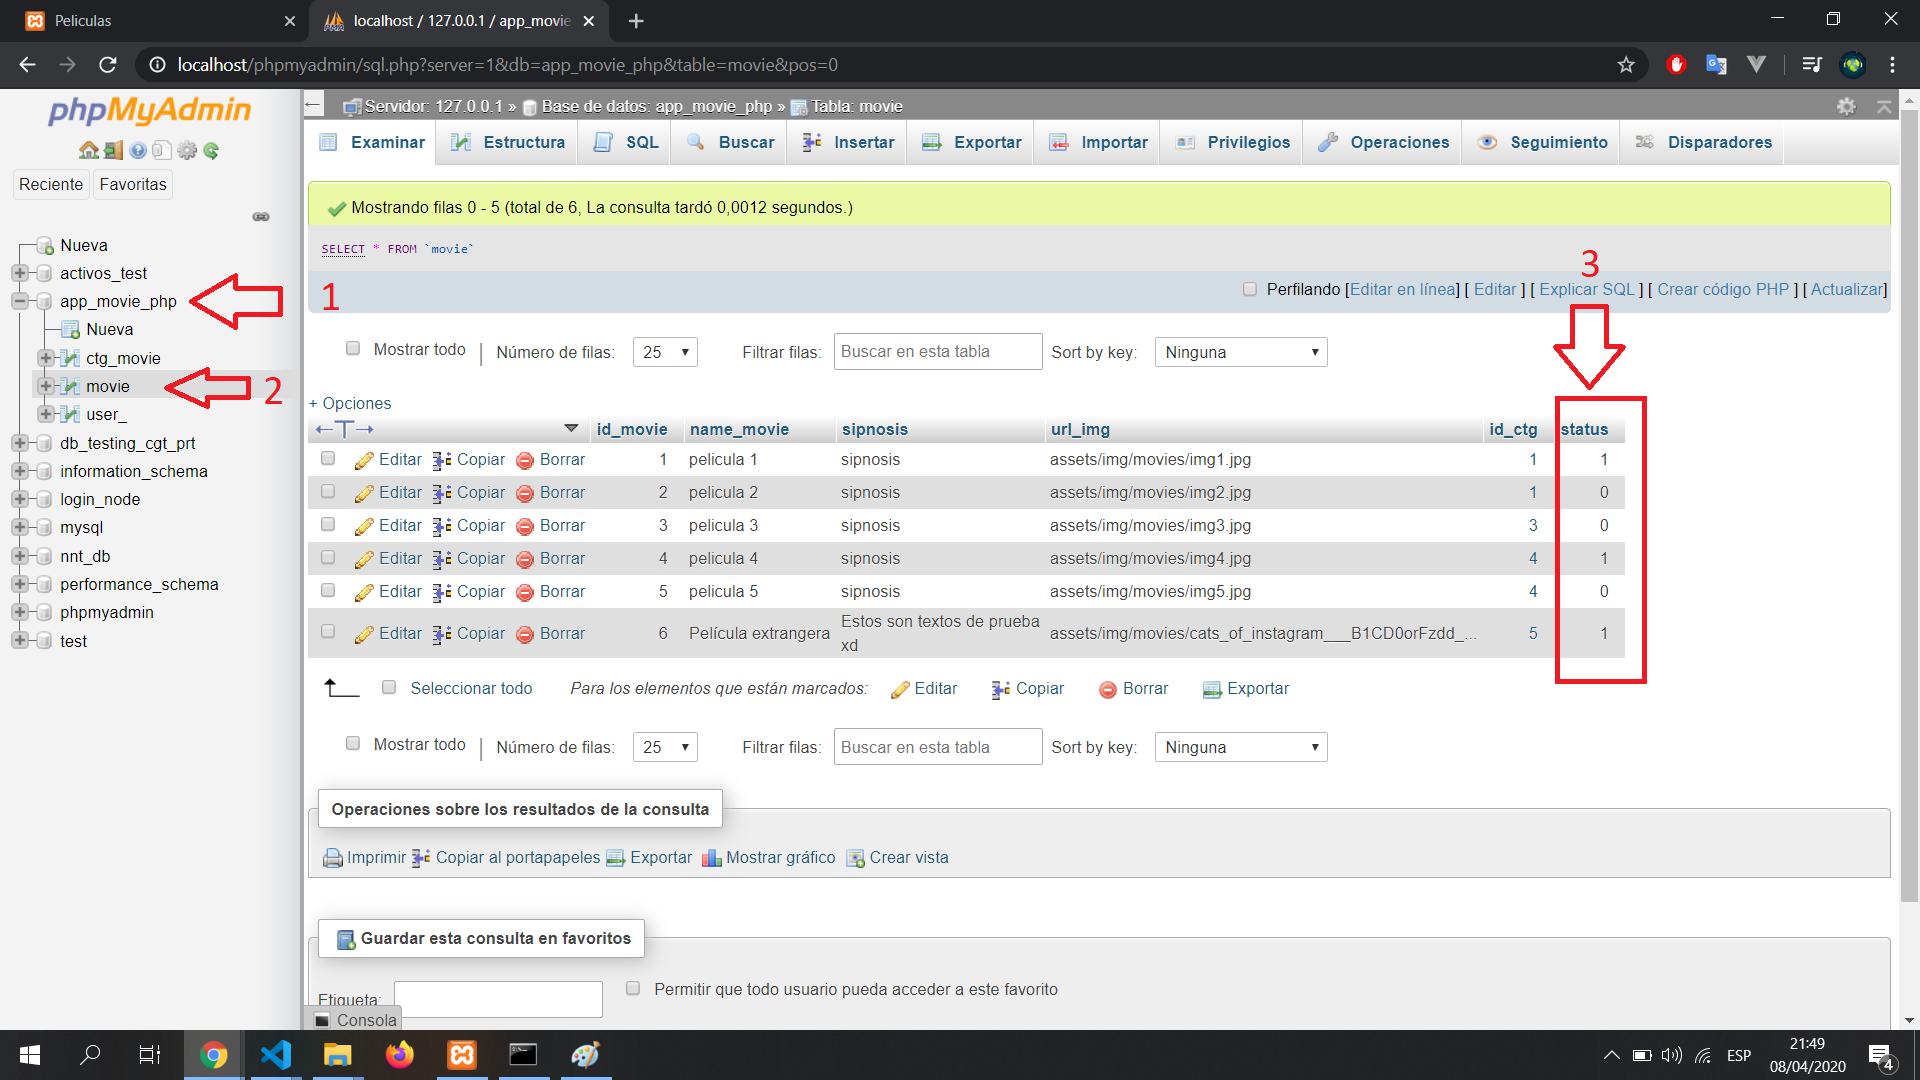 Peliculas
localhost / 127.0.0.1 / app_movie
localhost/phpmyadmin/sql.php?server=1&db=app_movie_php&table=movie&pos=0
phpMyAdmin
Reciente Favoritas
Nueva
activos_test
app_movie_php
1
Nueva
ctg_movie
movie
2
user_
db_testing_cgt_prt
information_schema
login_node
mysql
nnt_db
performance_schema
phpmyadmin
test
Servidor: 127.0.0.1 » Base de datos: app_movie_php » Tabla: movie
Examinar Estructura SQL Buscar Insertar Exportar Importar Privilegios Operaciones Seguimiento Disparadores
Mostrando filas 0 - 5 (total de 6, La consulta tardó 0,0012 segundos.)
SELECT * FROM `movie`
3
Perfilando [Editar en línea] [ Editar ] [ Explicar SQL ] [ Crear código PHP ] [ Actualizar]
Mostrar todo | Número de filas: 25 Filtrar filas: Buscar en esta tabla Sort by key: Ninguna
+ Opciones
←T→ id_movie name_movie sipnosis url_img id_ctg status
Editar Copiar Borrar 1 pelicula 1 sipnosis assets/img/movies/img1.jpg 1 1
Editar Copiar Borrar 2 pelicula 2 sipnosis assets/img/movies/img2.jpg 1 0
Editar Copiar Borrar 3 pelicula 3 sipnosis assets/img/movies/img3.jpg 3 0
Editar Copiar Borrar 4 pelicula 4 sipnosis assets/img/movies/img4.jpg 4 1
Editar Copiar Borrar 5 pelicula 5 sipnosis assets/img/movies/img5.jpg 4 0
Editar Copiar Borrar 6 Película extrangera Estos son textos de prueba xd assets/img/movies/cats_of_instagram___B1CD0orFzdd_... 5 1
Seleccionar todo Para los elementos que están marcados: Editar Copiar Borrar Exportar
Mostrar todo | Número de filas: 25 Filtrar filas: Buscar en esta tabla Sort by key: Ninguna
Operaciones sobre los resultados de la consulta
Imprimir Copiar al portapapeles Exportar Mostrar gráfico Crear vista
Guardar esta consulta en favoritos
Etiqueta: Permitir que todo usuario pueda acceder a este favorito
Consola
ESP
21:49
08/04/2020
4